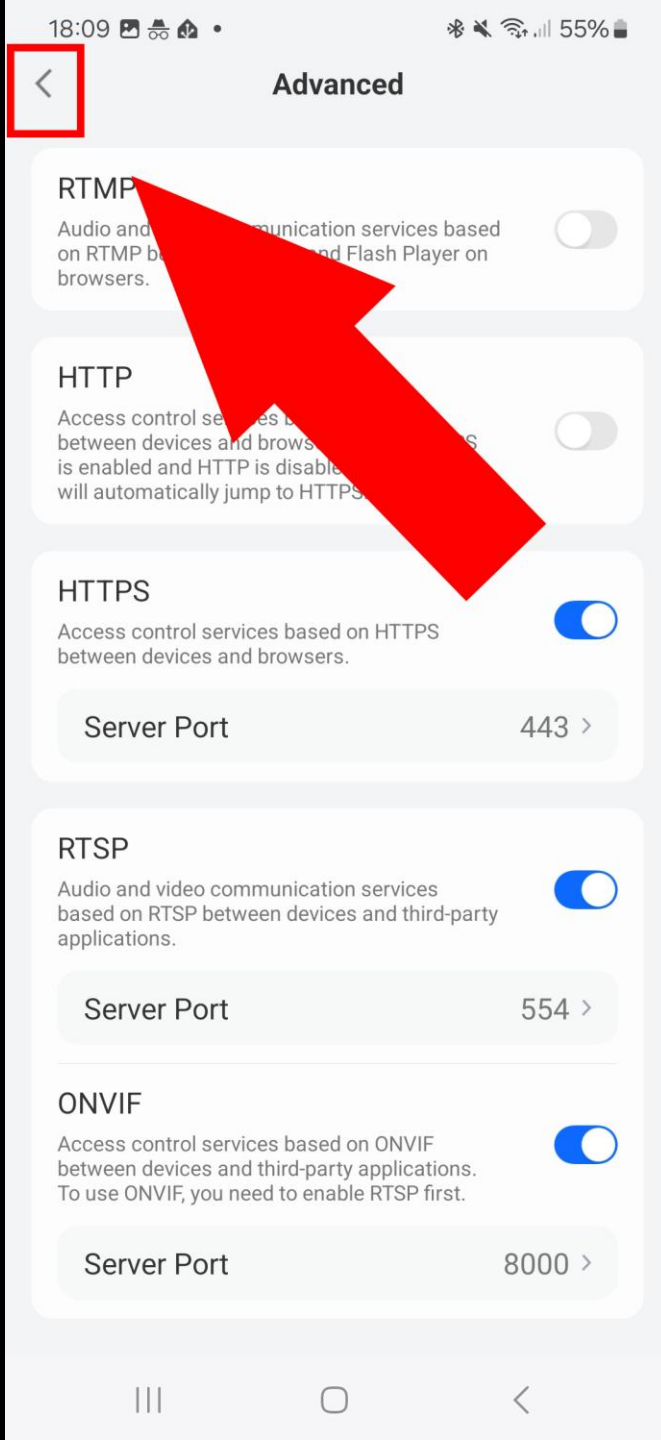 18:09
55%
Advanced
RTMP
Audio and munication services based
on RTMP and Flash Player on
browsers.
HTTP
Access control
between devices and
is enabled and HTTP is
will automatically jump to HTTPS
HTTPS
Access control services based on HTTPS
between devices and browsers.
Server Port 443
RTSP
Audio and video communication services
based on RTSP between devices and third-party
applications.
Server Port 554
ONVIF
Access control services based on ONVIF
between devices and third-party applications.
To use ONVIF, you need to enable RTSP first.
Server Port 8000